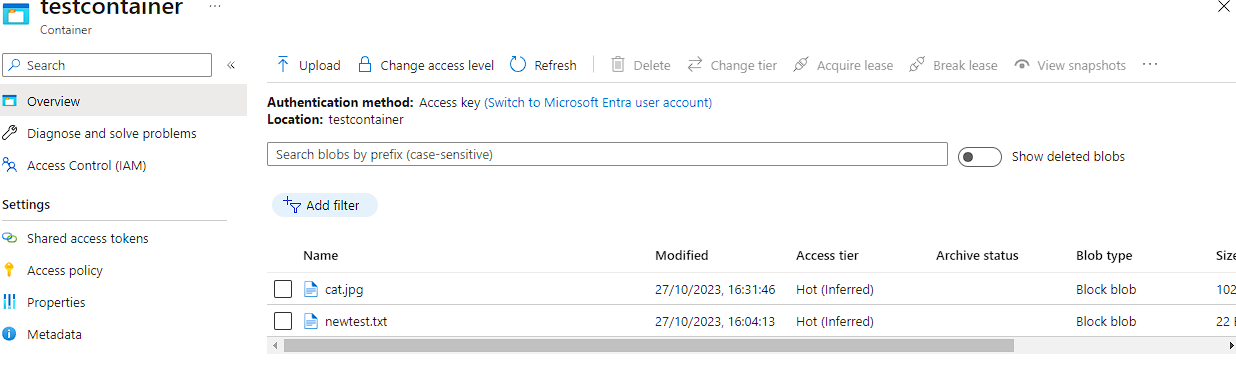 testcontainer ...
Container
Search «
Overview
Diagnose and solve problems
Access Control (IAM)
Settings
Shared access tokens
Access policy
Properties
Metadata
Upload Change access level Refresh Delete Change tier Acquire lease Break lease View snapshots ...
Authentication method: Access key (Switch to Microsoft Entra user account)
Location: testcontainer
Search blobs by prefix (case-sensitive) Show deleted blobs
Add filter
Name Modified Access tier Archive status Blob type
cat.jpg 27/10/2023, 16:31:46 Hot (Inferred) Block blob
newtest.txt 27/10/2023, 16:04:13 Hot (Inferred) Block blob 22